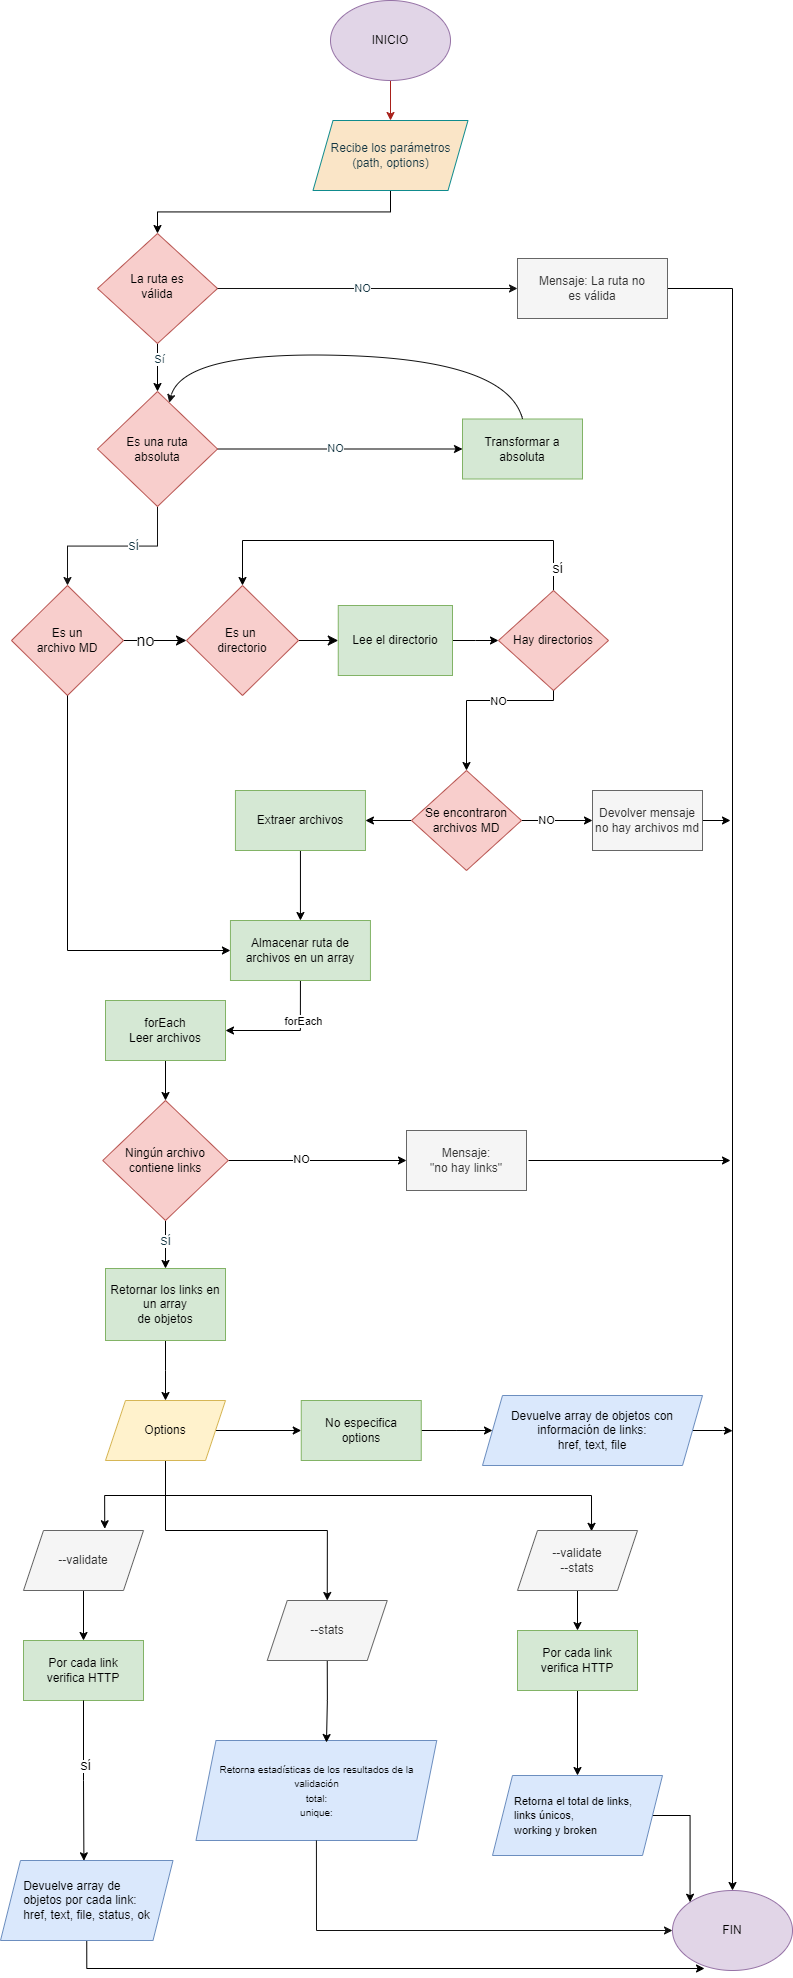 INICIO
Recibe los parámetros
(path, options)
La ruta es
válida
NO
Mensaje: La ruta no
es válida
Sí
Es una ruta
absoluta
NO
Transformar a
absoluta
SÍ
Es un
archivo MD
no
Es un
directorio
Lee el directorio
Hay directorios
SÍ
NO
Se encontraron
archivos MD
NO
Devolver mensaje
no hay archivos md
Extraer archivos
Almacenar ruta de
archivos en un array
forEach
forEach
Leer archivos
Ningún archivo
contiene links
NO
Mensaje:
"no hay links"
SÍ
Retornar los links en
un array
de objetos
Options
No especifica
options
Devuelve array de objetos con
información de links:
href, text, file
--validate
--stats
--validate
--stats
Por cada link
verifica HTTP
Por cada link
verifica HTTP
SÍ
Retorna estadísticas de los resultados de la
validación
total:
unique:
Retorna el total de links,
links únicos,
working y broken
Devuelve array de
objetos por cada link:
href, text, file, status, ok
FIN